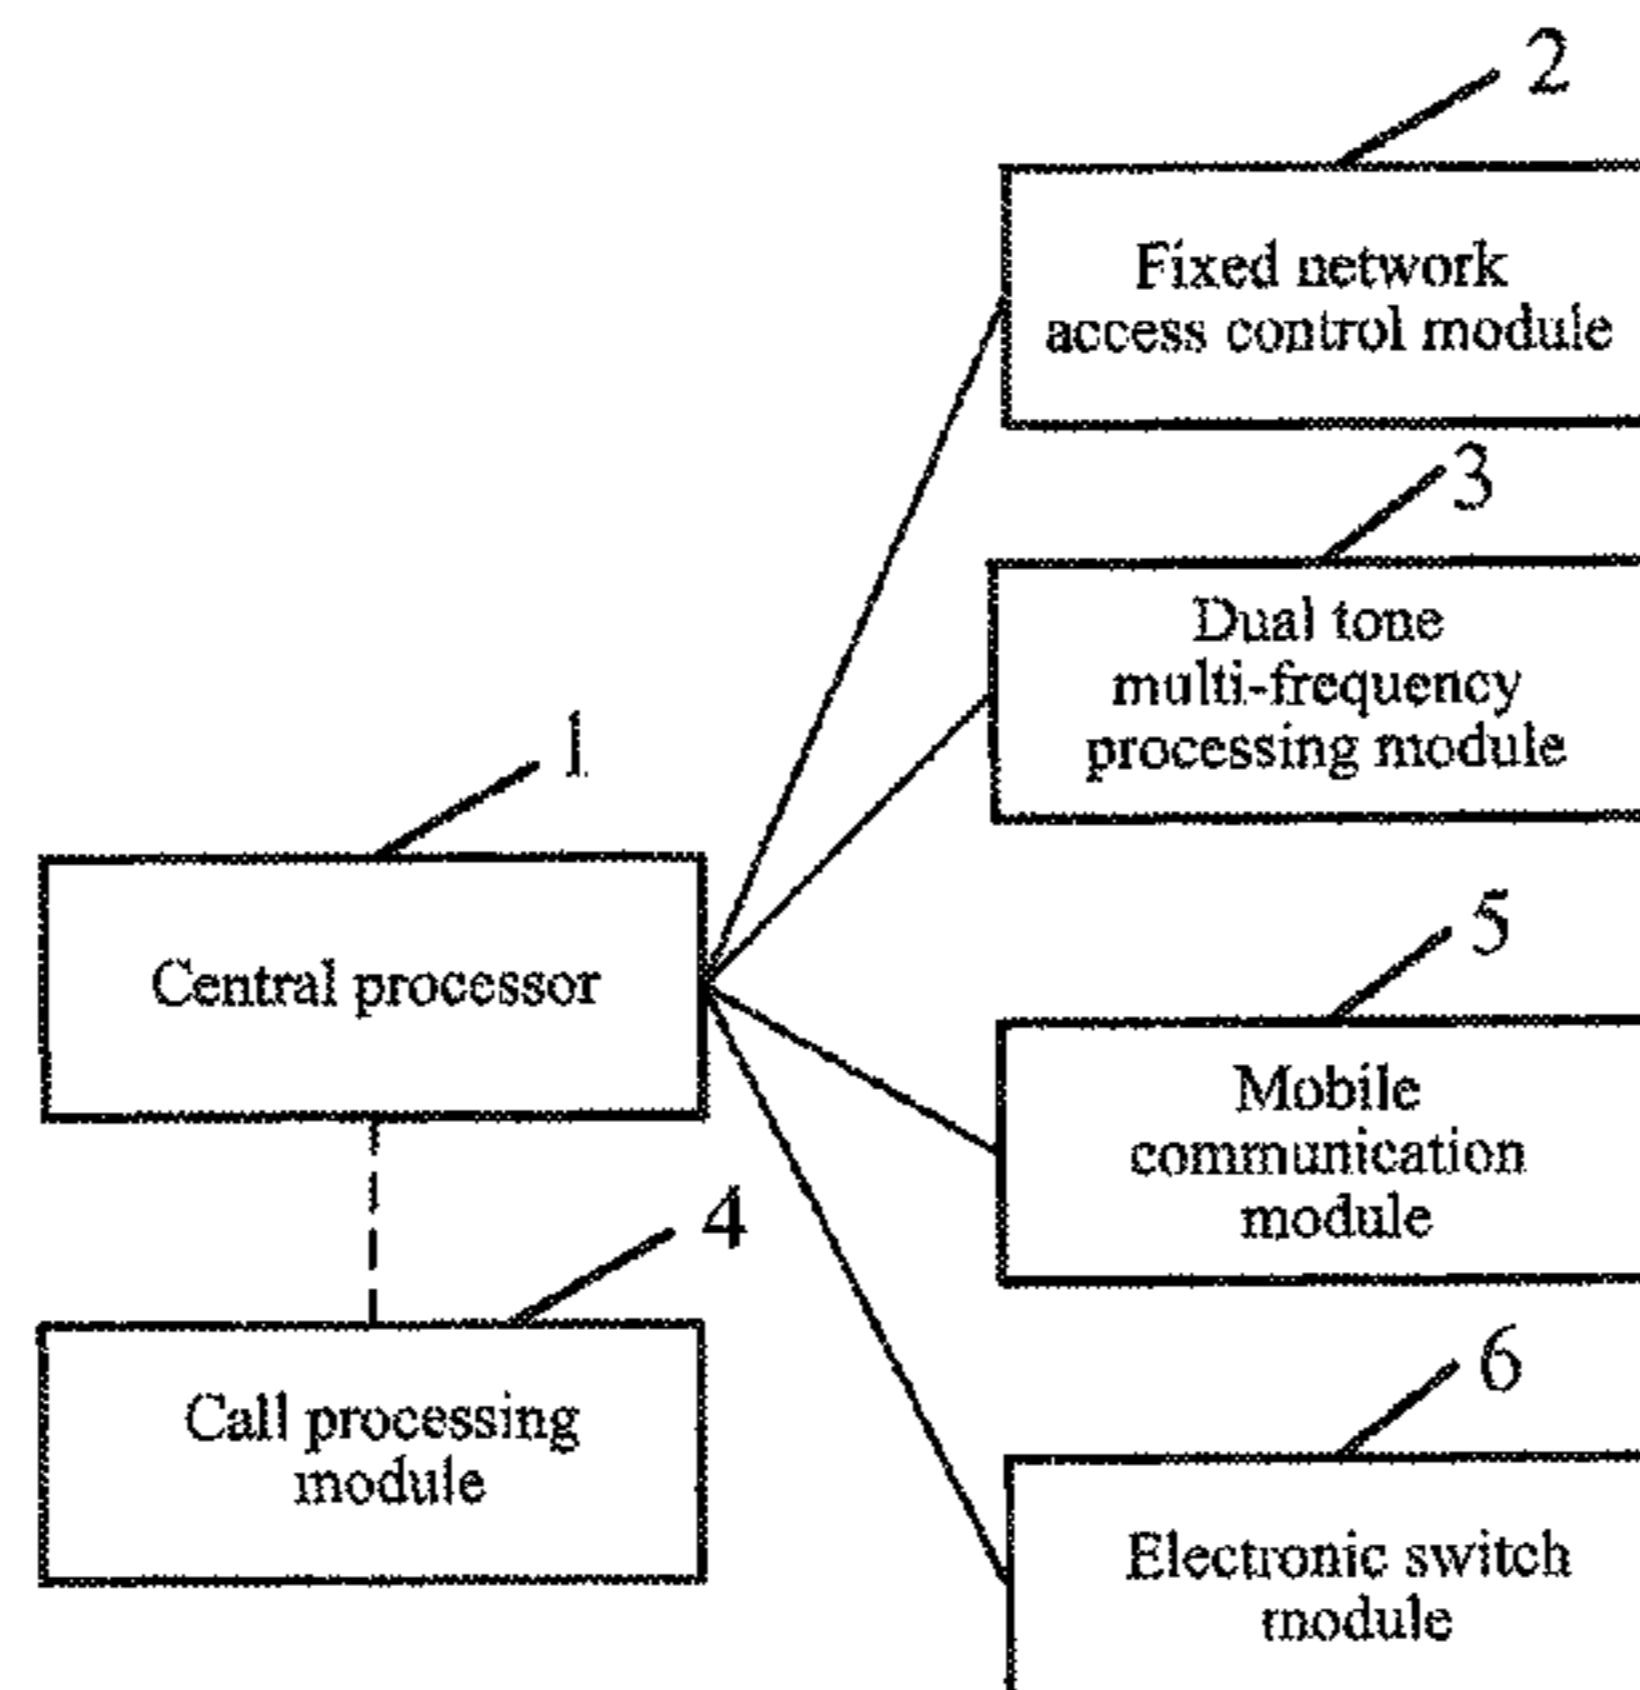 2
Fixed network
access control module
3
Dual tone
multi-frequency
processing module
1
Central processor
5
Mobile
communication
module
4
Call processing
module
6
Electronic switch
module